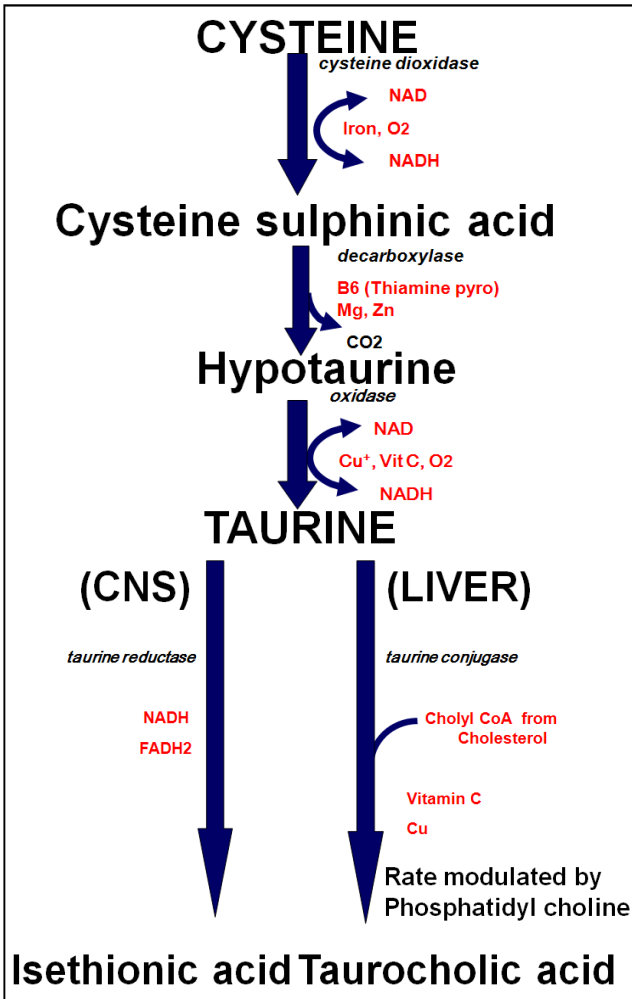 CYSTEINE
cysteine dioxidase
NAD
Iron, O2
NADH
Cysteine sulphinic acid
decarboxylase
B6 (Thiamine pyro)
Mg, Zn
CO2
Hypotaurine
oxidase
NAD
Cu⁺, Vit C, O2
NADH
TAURINE
(CNS)
(LIVER)
taurine reductase
taurine conjugase
NADH
FADH2
Cholyl CoA from
Cholesterol
Vitamin C
Cu
Rate modulated by
Phosphatidyl choline
Isethionic acid
Taurocholic acid